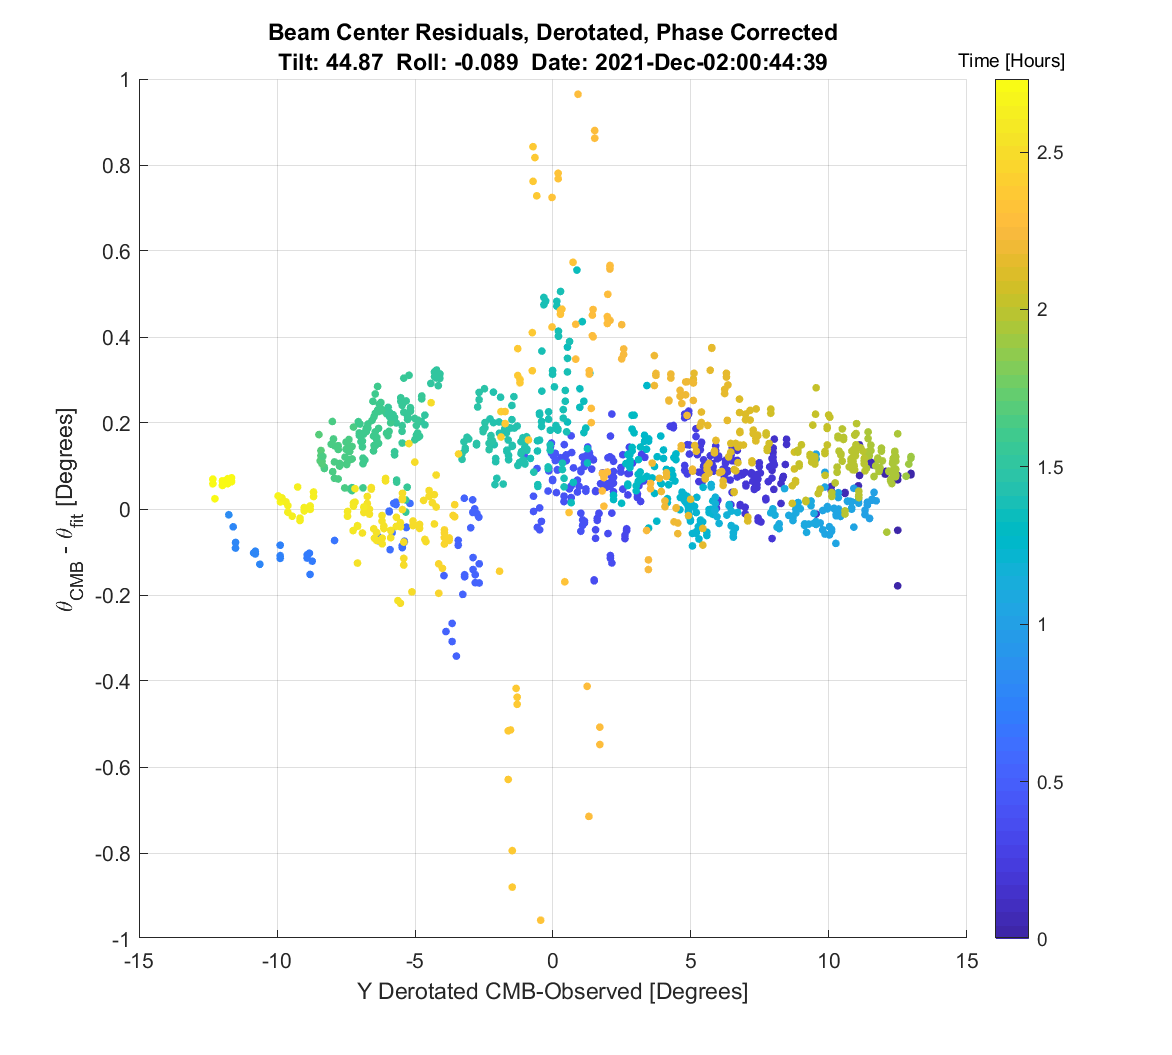 Beam Center Residuals, Derotated, Phase Corrected
Tilt: 44.87 Roll: -0.089 Date: 2021-Dec-02:00:44:39
Time [Hours]
1
0.8
0.6
0.4
0.2
0
-0.2
-0.4
-0.6
-0.8
-1
θCMB - θfit [Degrees]
-15 -10 -5 0 5 10 15
Y Derotated CMB-Observed [Degrees]
2.5
2
1.5
1
0.5
0